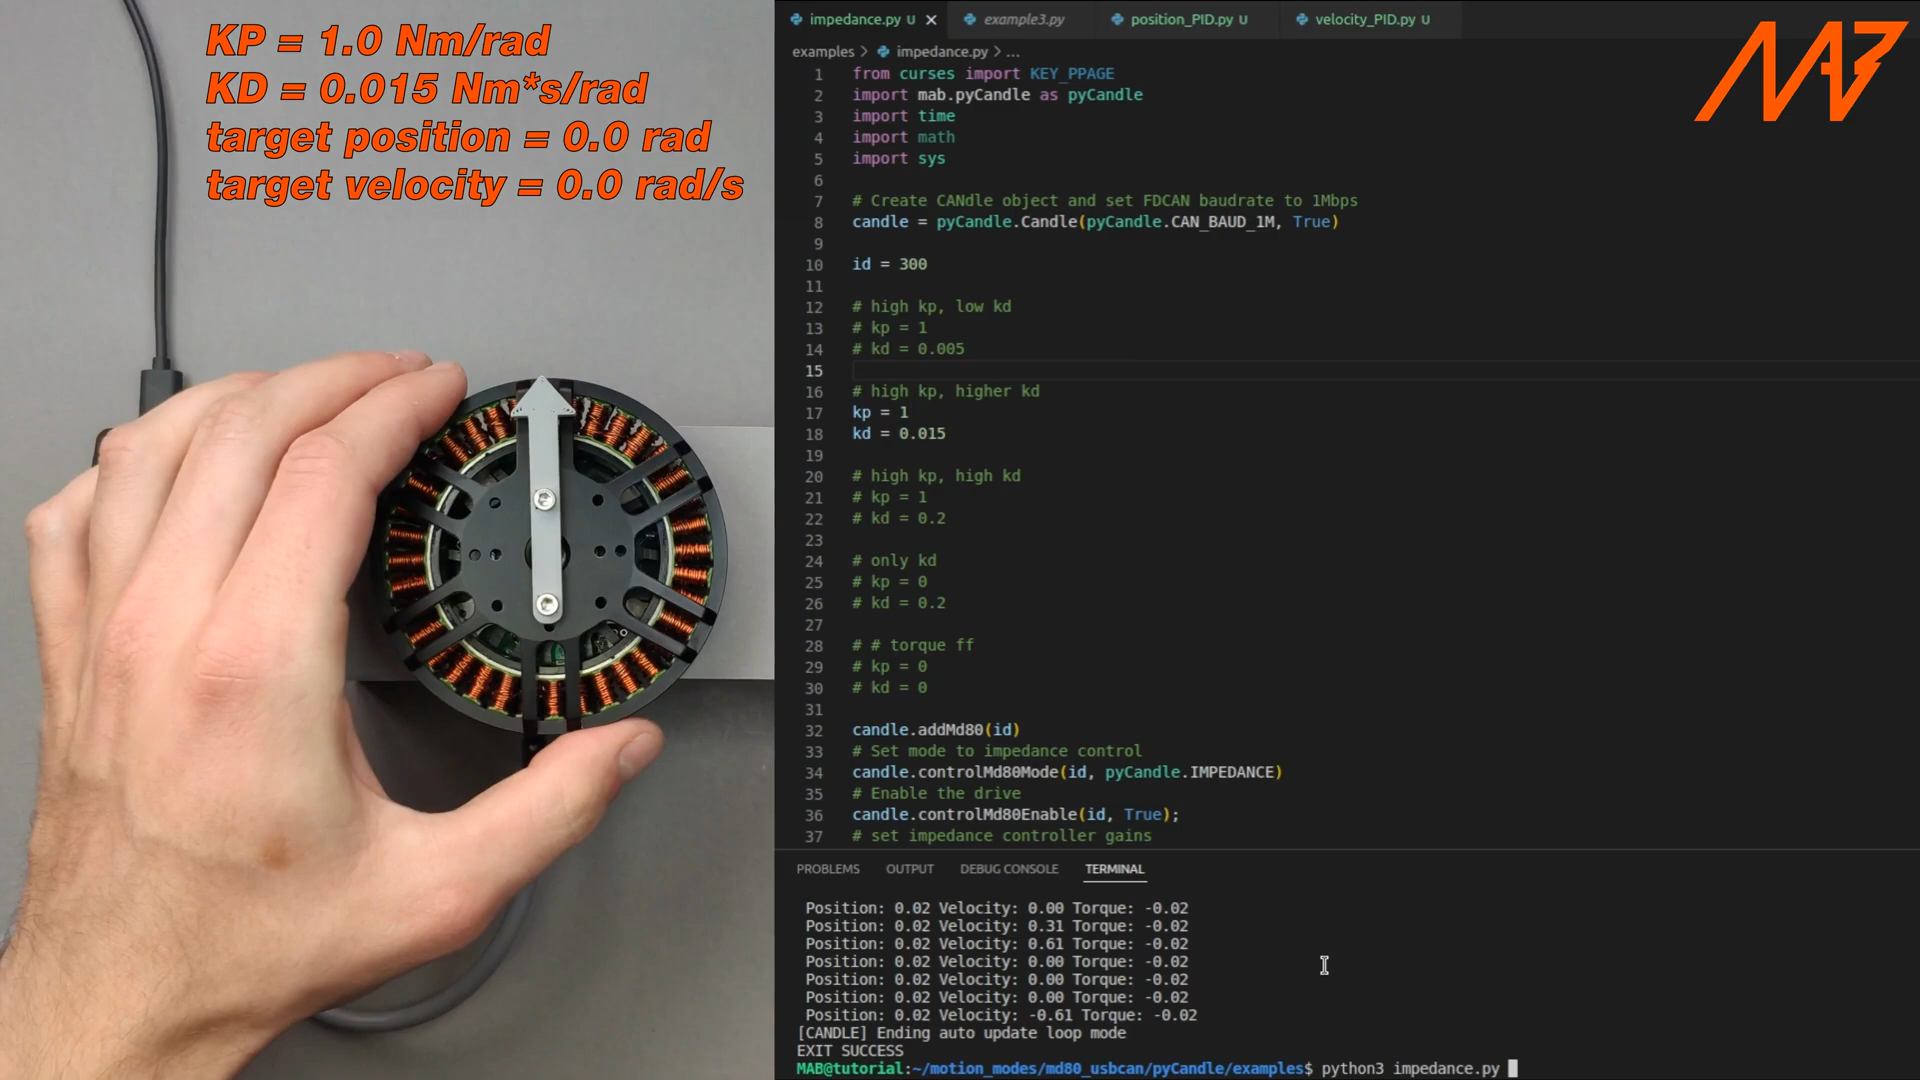 KP = 1.0 Nm/rad
KD = 0.015 Nm*s/rad
target position = 0.0 rad
target velocity = 0.0 rad/s
impedance.py U
example3.py
position_PID.py U
velocity_PID.py U
examples > impedance.py > ...
1 from curses import KEY_PPAGE
2 import mab.pyCandle as pyCandle
3 import time
4 import math
5 import sys
6
7 # Create CANdle object and set FDCAN baudrate to 1Mbps
8 candle = pyCandle.Candle(pyCandle.CAN_BAUD_1M, True)
9
10 id = 300
11
12 # high kp, low kd
13 # kp = 1
14 # kd = 0.005
15
16 # high kp, higher kd
17 kp = 1
18 kd = 0.015
19
20 # high kp, high kd
21 # kp = 1
22 # kd = 0.2
23
24 # only kd
25 # kp = 0
26 # kd = 0.2
27
28 # # torque ff
29 # kp = 0
30 # kd = 0
31
32 candle.addMd80(id)
33 # Set mode to impedance control
34 candle.controlMd80Mode(id, pyCandle.IMPEDANCE)
35 # Enable the drive
36 candle.controlMd80Enable(id, True);
37 # set impedance controller gains
PROBLEMS OUTPUT DEBUG CONSOLE TERMINAL
Position: 0.02 Velocity: 0.00 Torque: -0.02
Position: 0.02 Velocity: 0.31 Torque: -0.02
Position: 0.02 Velocity: 0.61 Torque: -0.02
Position: 0.02 Velocity: 0.00 Torque: -0.02
Position: 0.02 Velocity: 0.00 Torque: -0.02
Position: 0.02 Velocity: 0.00 Torque: -0.02
Position: 0.02 Velocity: -0.61 Torque: -0.02
[CANDLE] Ending auto update loop mode
EXIT SUCCESS
MAB@tutorial:~/motion_modes/md80_usbcan/pyCandle/examples$ python3 impedance.py